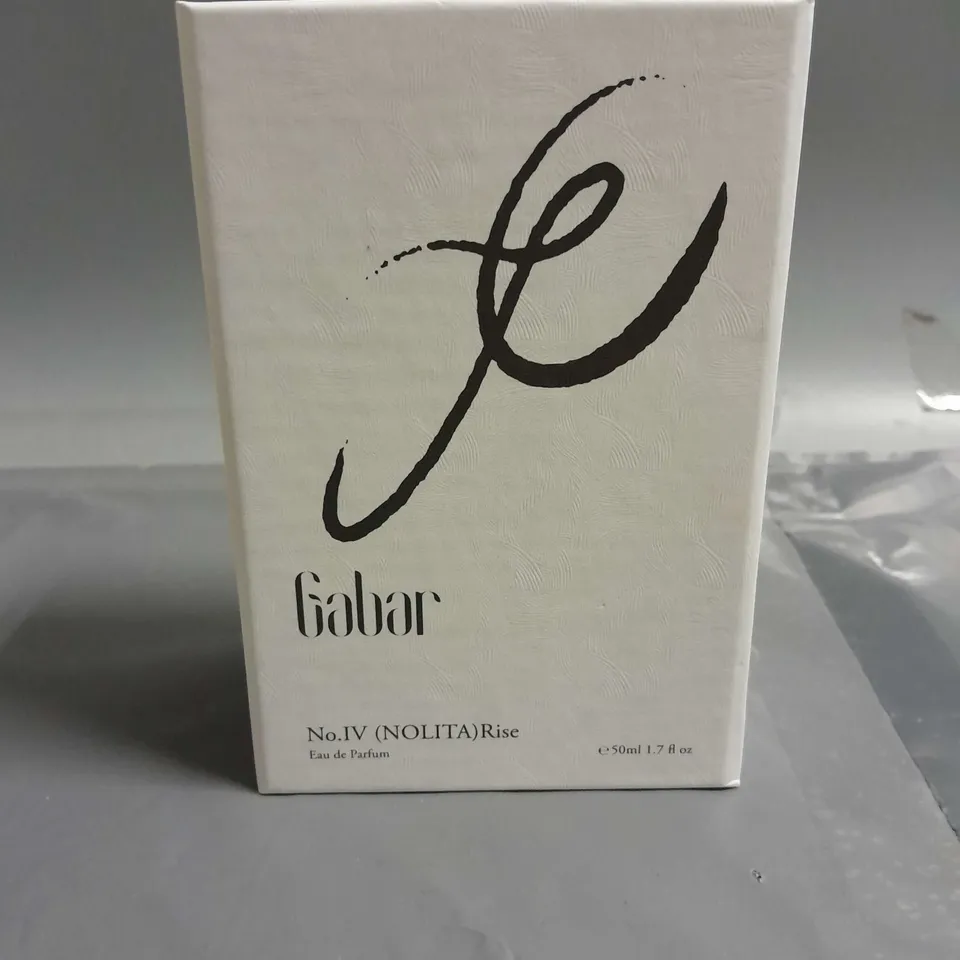 Gabar
No.IV (NOLITA)Rise
Eau de Parfum
℮50ml 1.7 fl oz